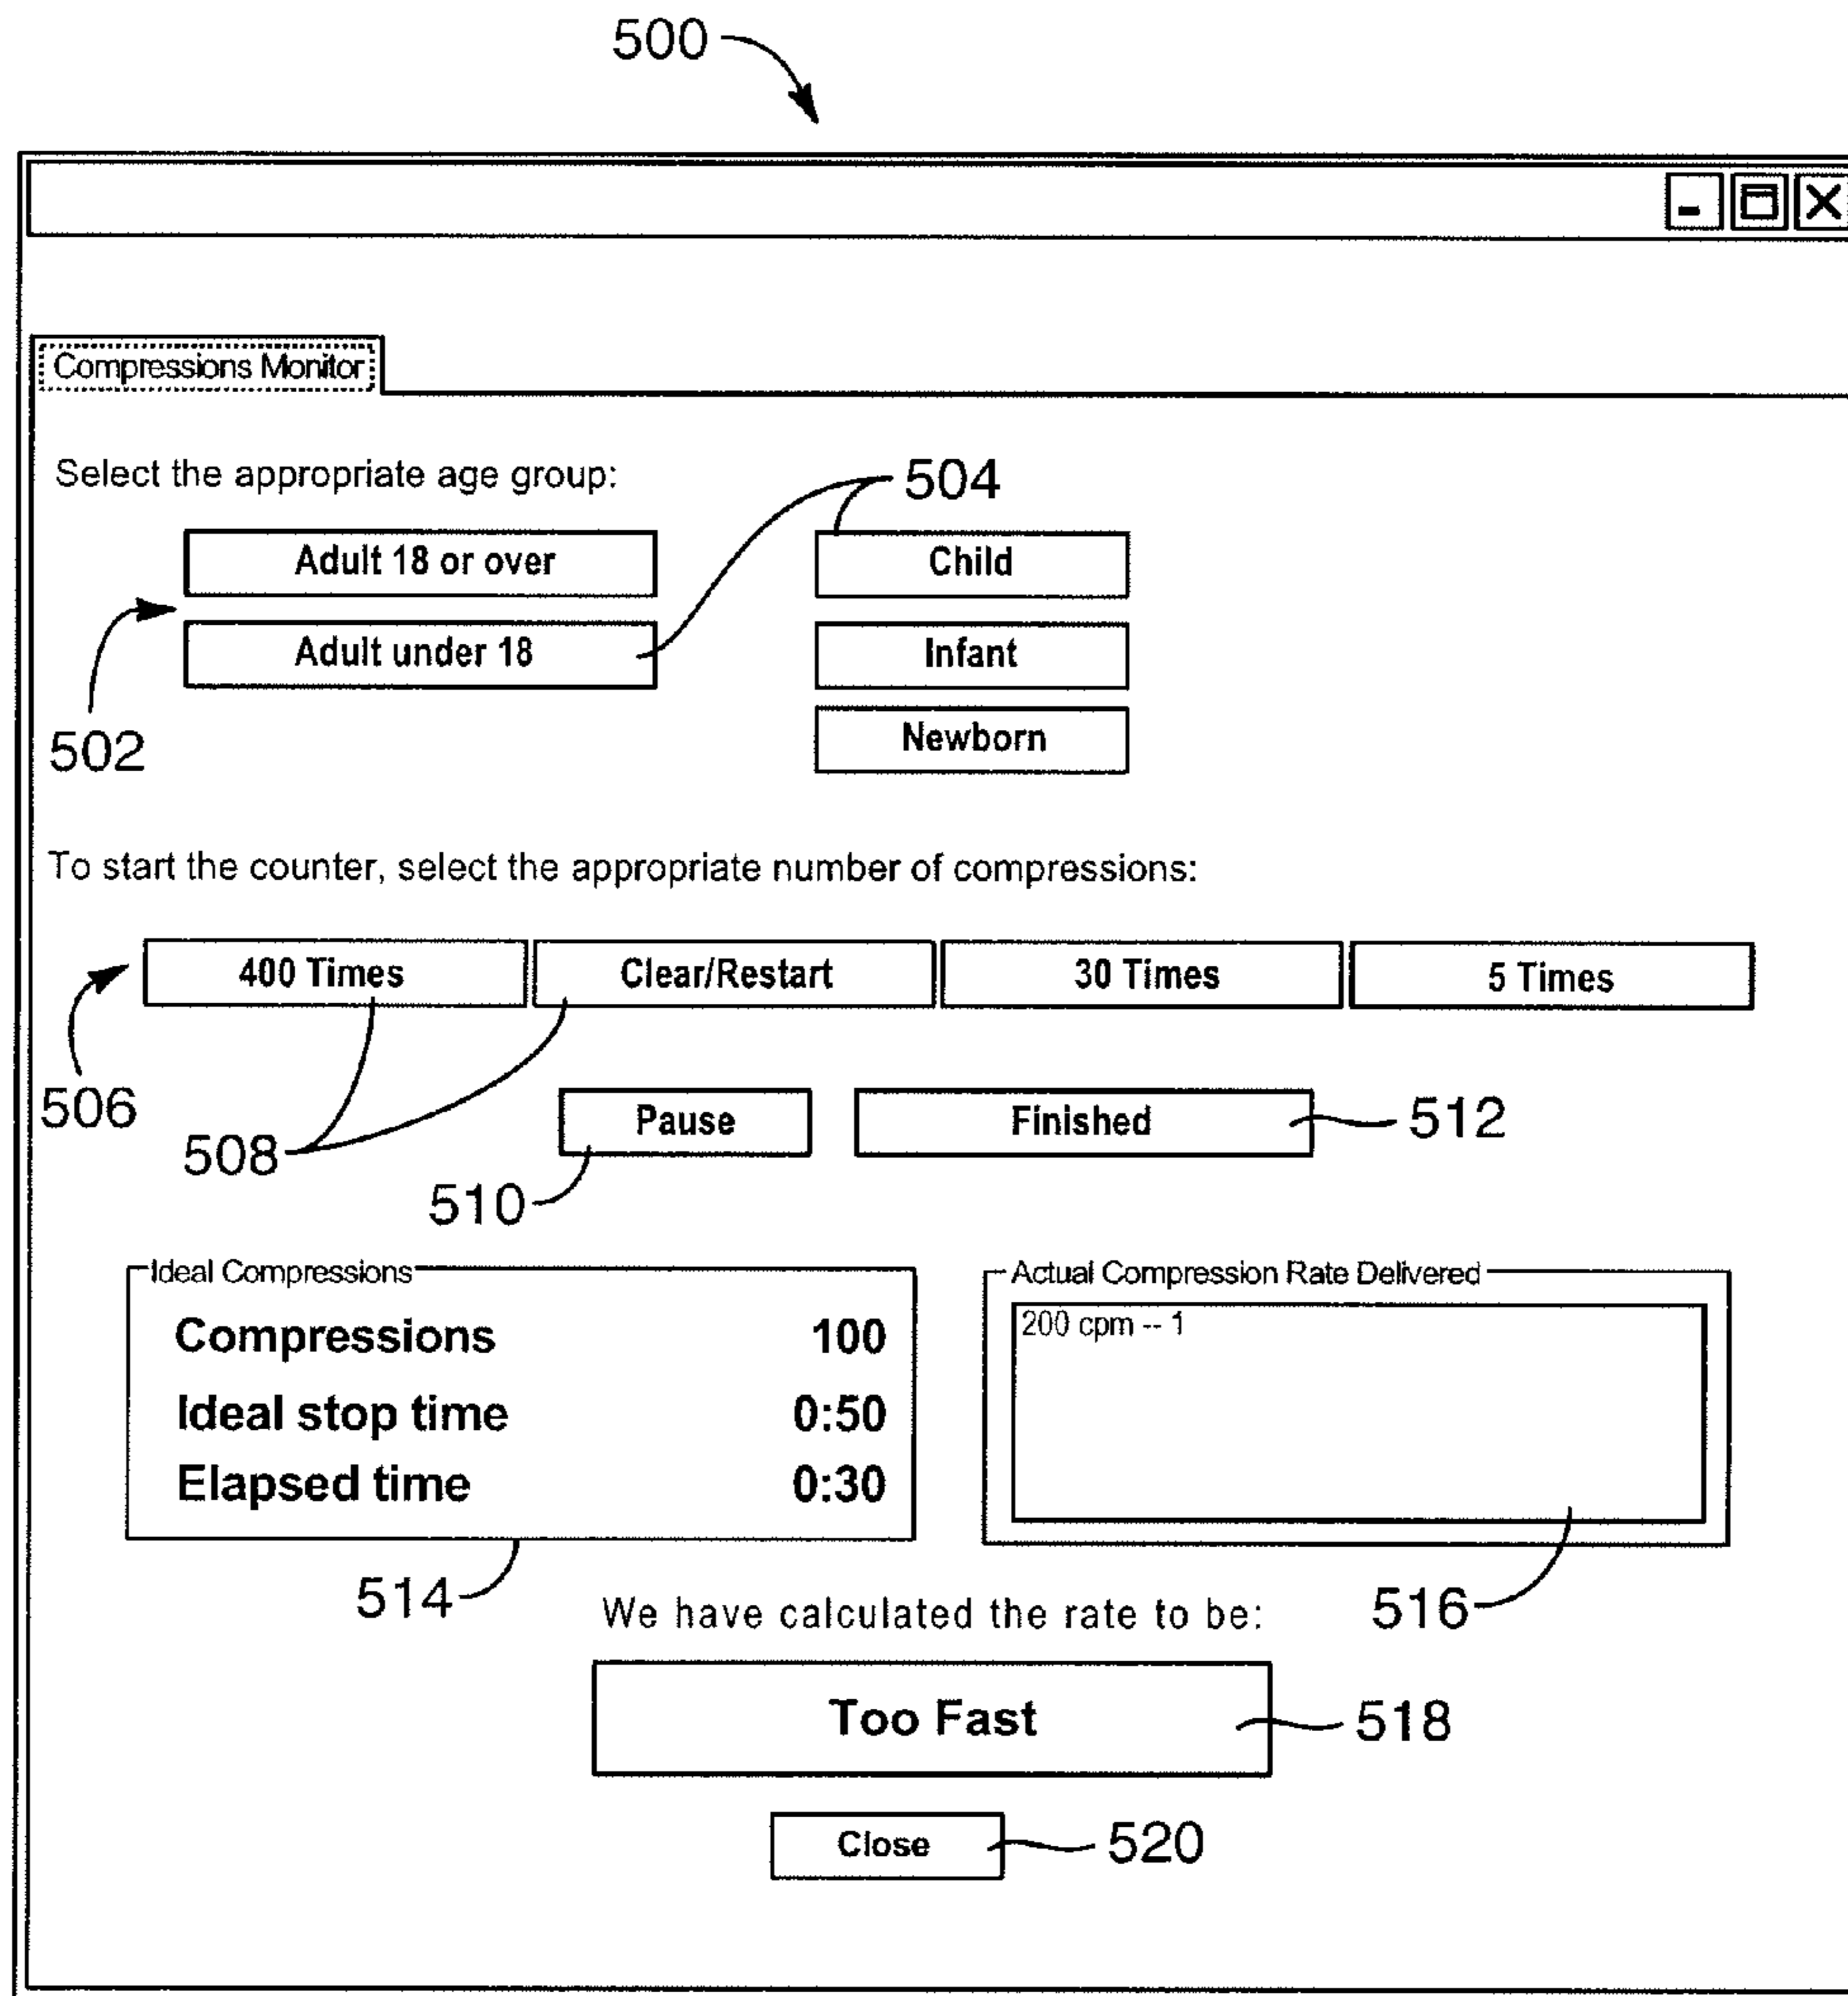 500
Compressions Monitor
Select the appropriate age group:
504
Adult 18 or over
Child
502
Adult under 18
Infant
Newborn
To start the counter, select the appropriate number of compressions:
506
400 Times
Clear/Restart
30 Times
5 Times
508
Pause
Finished
512
510
Ideal Compressions
Compressions 100
Ideal stop time 0:50
Elapsed time 0:30
514
Actual Compression Rate Delivered
200 cpm -- 1
516
We have calculated the rate to be:
Too Fast
518
Close
520